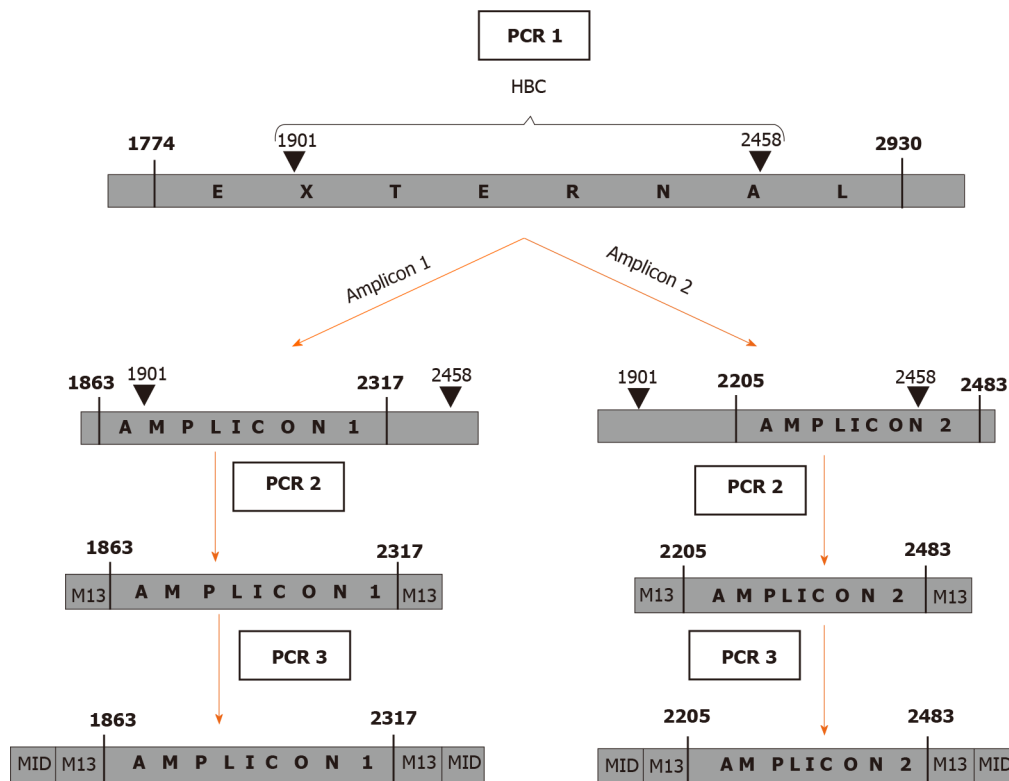 PCR 1
HBC
1901 2458
1774 2930
E X T E R N A L
Amplicon 1 Amplicon 2
1901 2458 1901 2458
1863 2317 2205 2483
A M P L I C O N 1 A M P L I C O N 2
PCR 2 PCR 2
1863 2317 2205 2483
M13 A M P L I C O N 1 M13 M13 A M P L I C O N 2 M13
PCR 3 PCR 3
1863 2317 2205 2483
MID M13 A M P L I C O N 1 M13 MID MID M13 A M P L I C O N 2 M13 MID